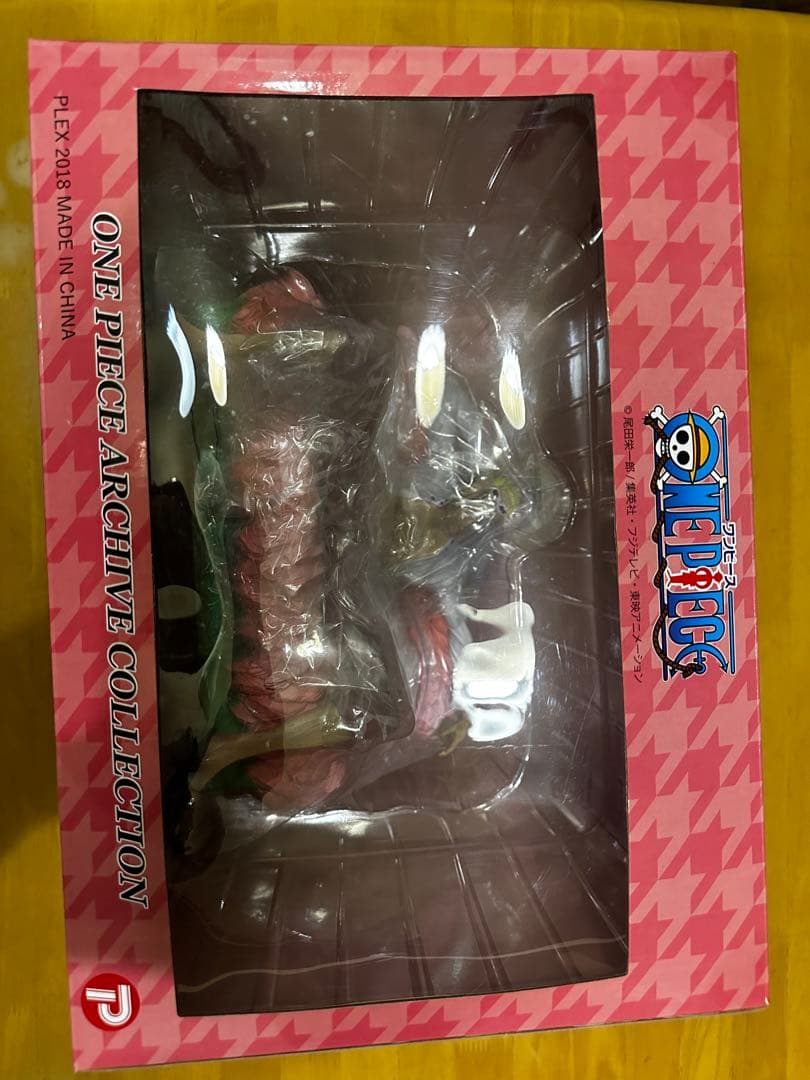 ONE PIECE
ワンピース
© 尾田栄一郎 / 集英社・フジテレビ・東映アニメーション
ONE PIECE ARCHIVE COLLECTION
PLEX 2018 MADE IN CHINA
P